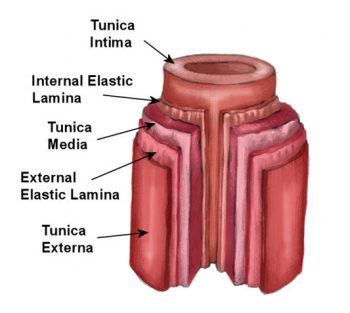 Tunica
Intima
Internal Elastic
Lamina
Tunica
Media
External
Elastic Lamina
Tunica
Externa